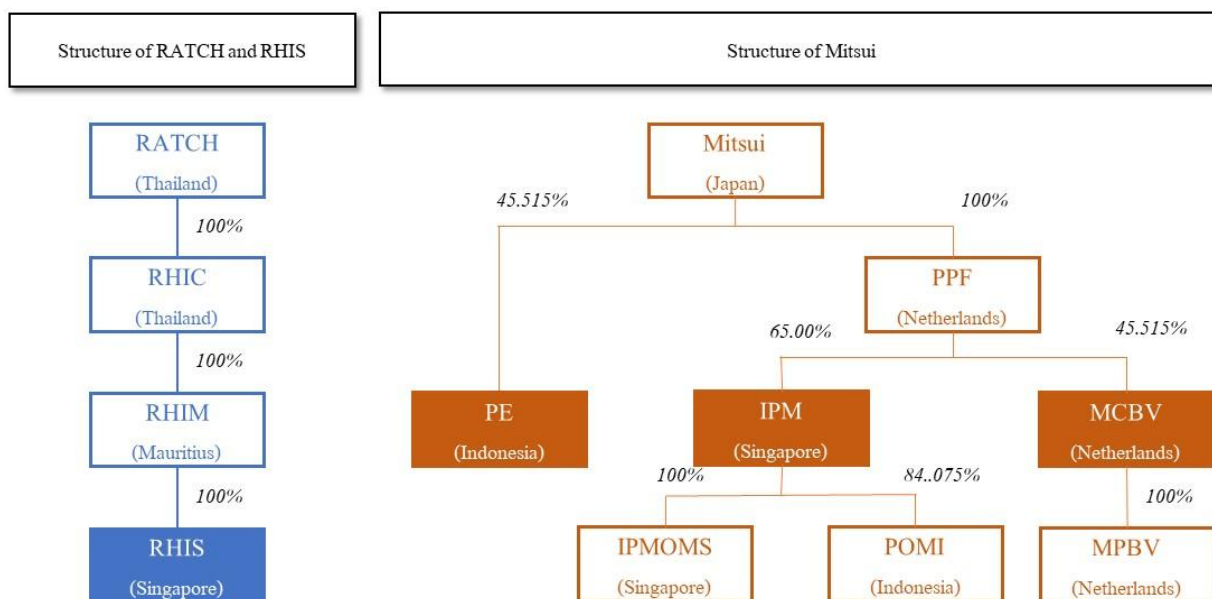 Structure of RATCH and RHIS
Structure of Mitsui
RATCH
(Thailand)
100%
RHIC
(Thailand)
100%
RHIM
(Mauritius)
100%
RHIS
(Singapore)
Mitsui
(Japan)
45.515%
100%
PPF
(Netherlands)
65.00%
45.515%
PE
(Indonesia)
IPM
(Singapore)
MCBV
(Netherlands)
100%
84..075%
100%
IPMOMS
(Singapore)
POMI
(Indonesia)
MPBV
(Netherlands)